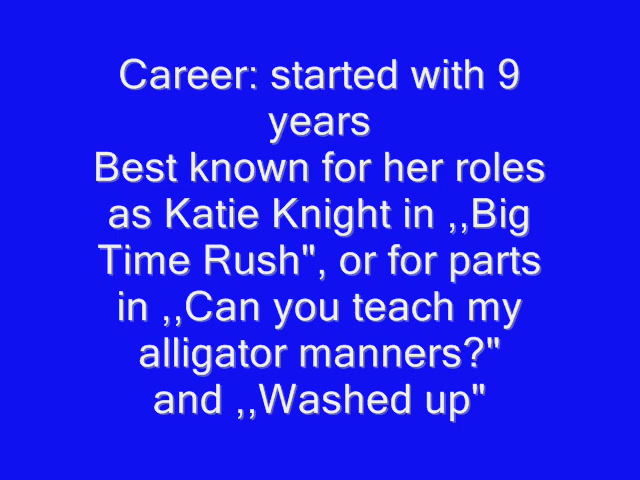 Career: started with 9
years
Best known for her roles
as Katie Knight in ,,Big
Time Rush", or for parts
in ,,Can you teach my
alligator manners?"
and ,,Washed up"